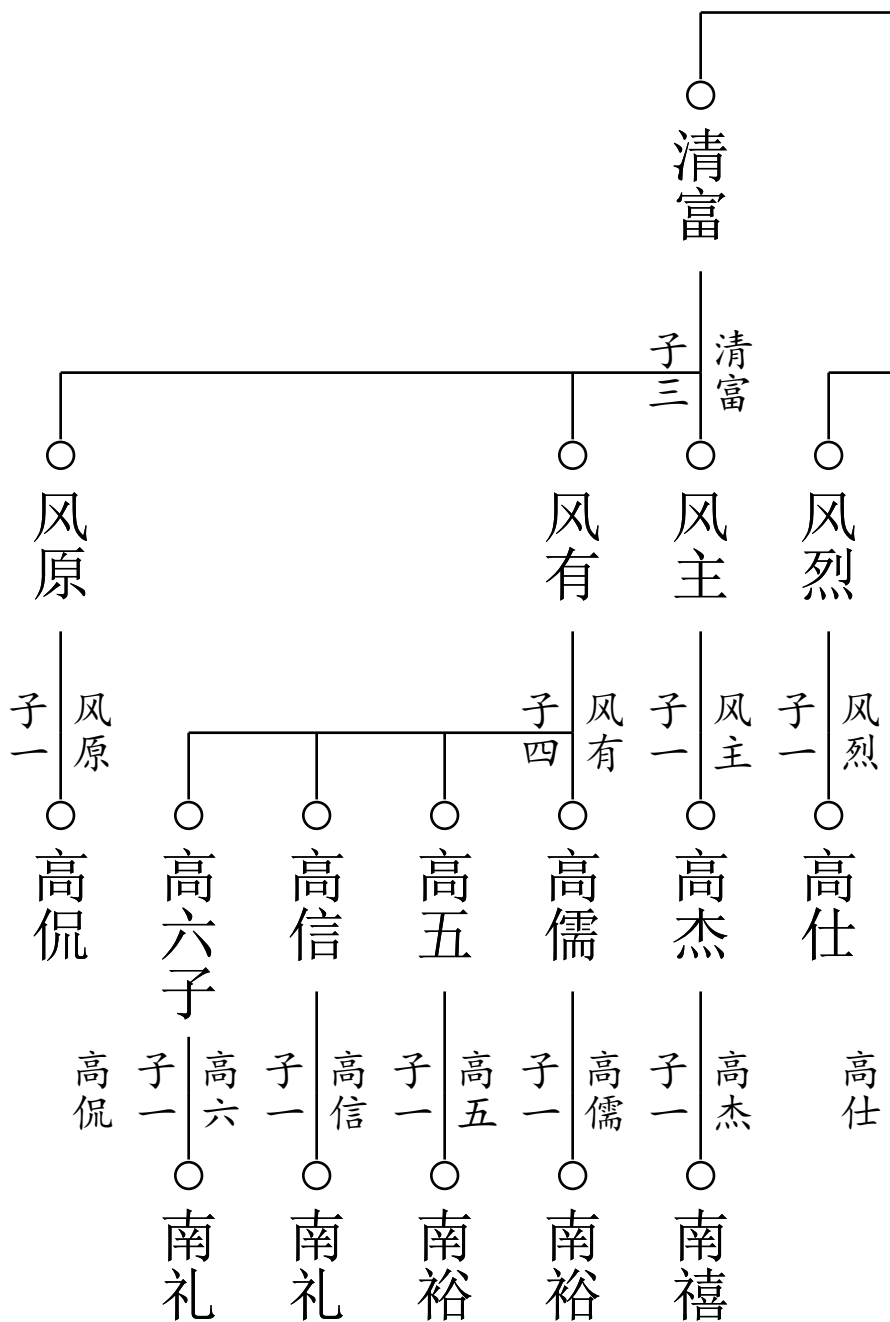 清富
清富
子三
风烈
风主
风有
风原
风烈
子一
风主
子一
风有
子四
风原
子一
高仕
高杰
高儒
高五
高信
高六子
高侃
高仕
高杰
子一
高儒
子一
高五
子一
高信
子一
高六
子一
高侃
南禧
南裕
南裕
南礼
南礼